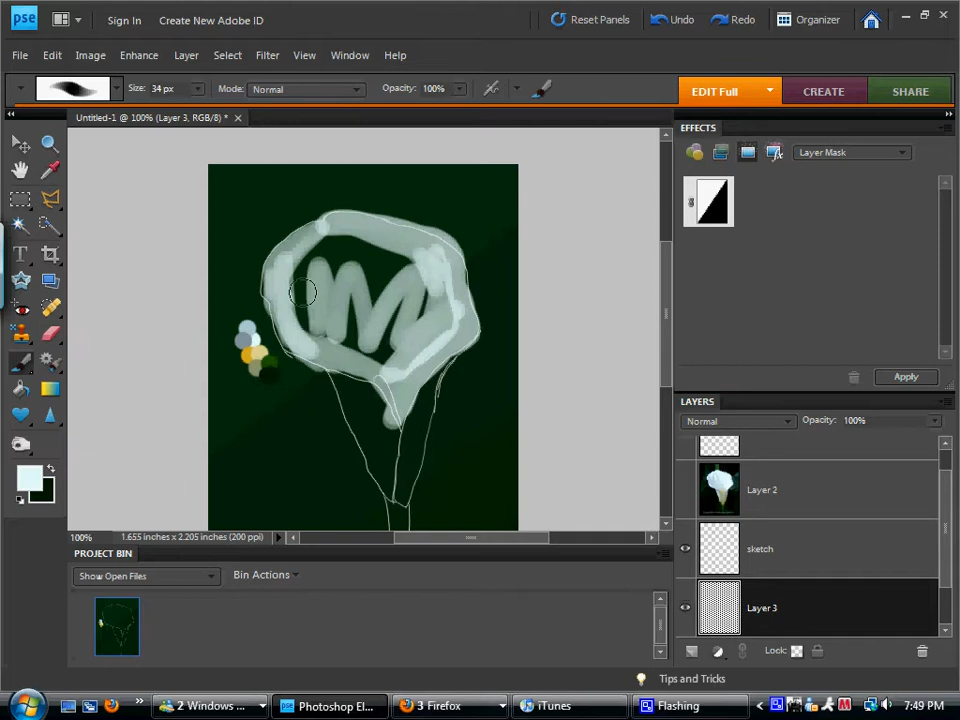 pse Sign In Create New Adobe ID Reset Panels Undo Redo Organizer
File Edit Image Enhance Layer Select Filter View Window Help
Size: 34 px Mode: Normal Opacity: 100% EDIT Full CREATE SHARE
Untitled-1 @ 100% (Layer 3, RGB/8) *
EFFECTS
Layer Mask
Apply
LAYERS
Normal Opacity: 100%
Layer 2
sketch
Layer 3
Lock:
100% 1.655 inches x 2.205 inches (200 ppi)
PROJECT BIN
Show Open Files Bin Actions
Tips and Tricks
2 Windows ... Photoshop El... 3 Firefox iTunes Flashing 7:49 PM